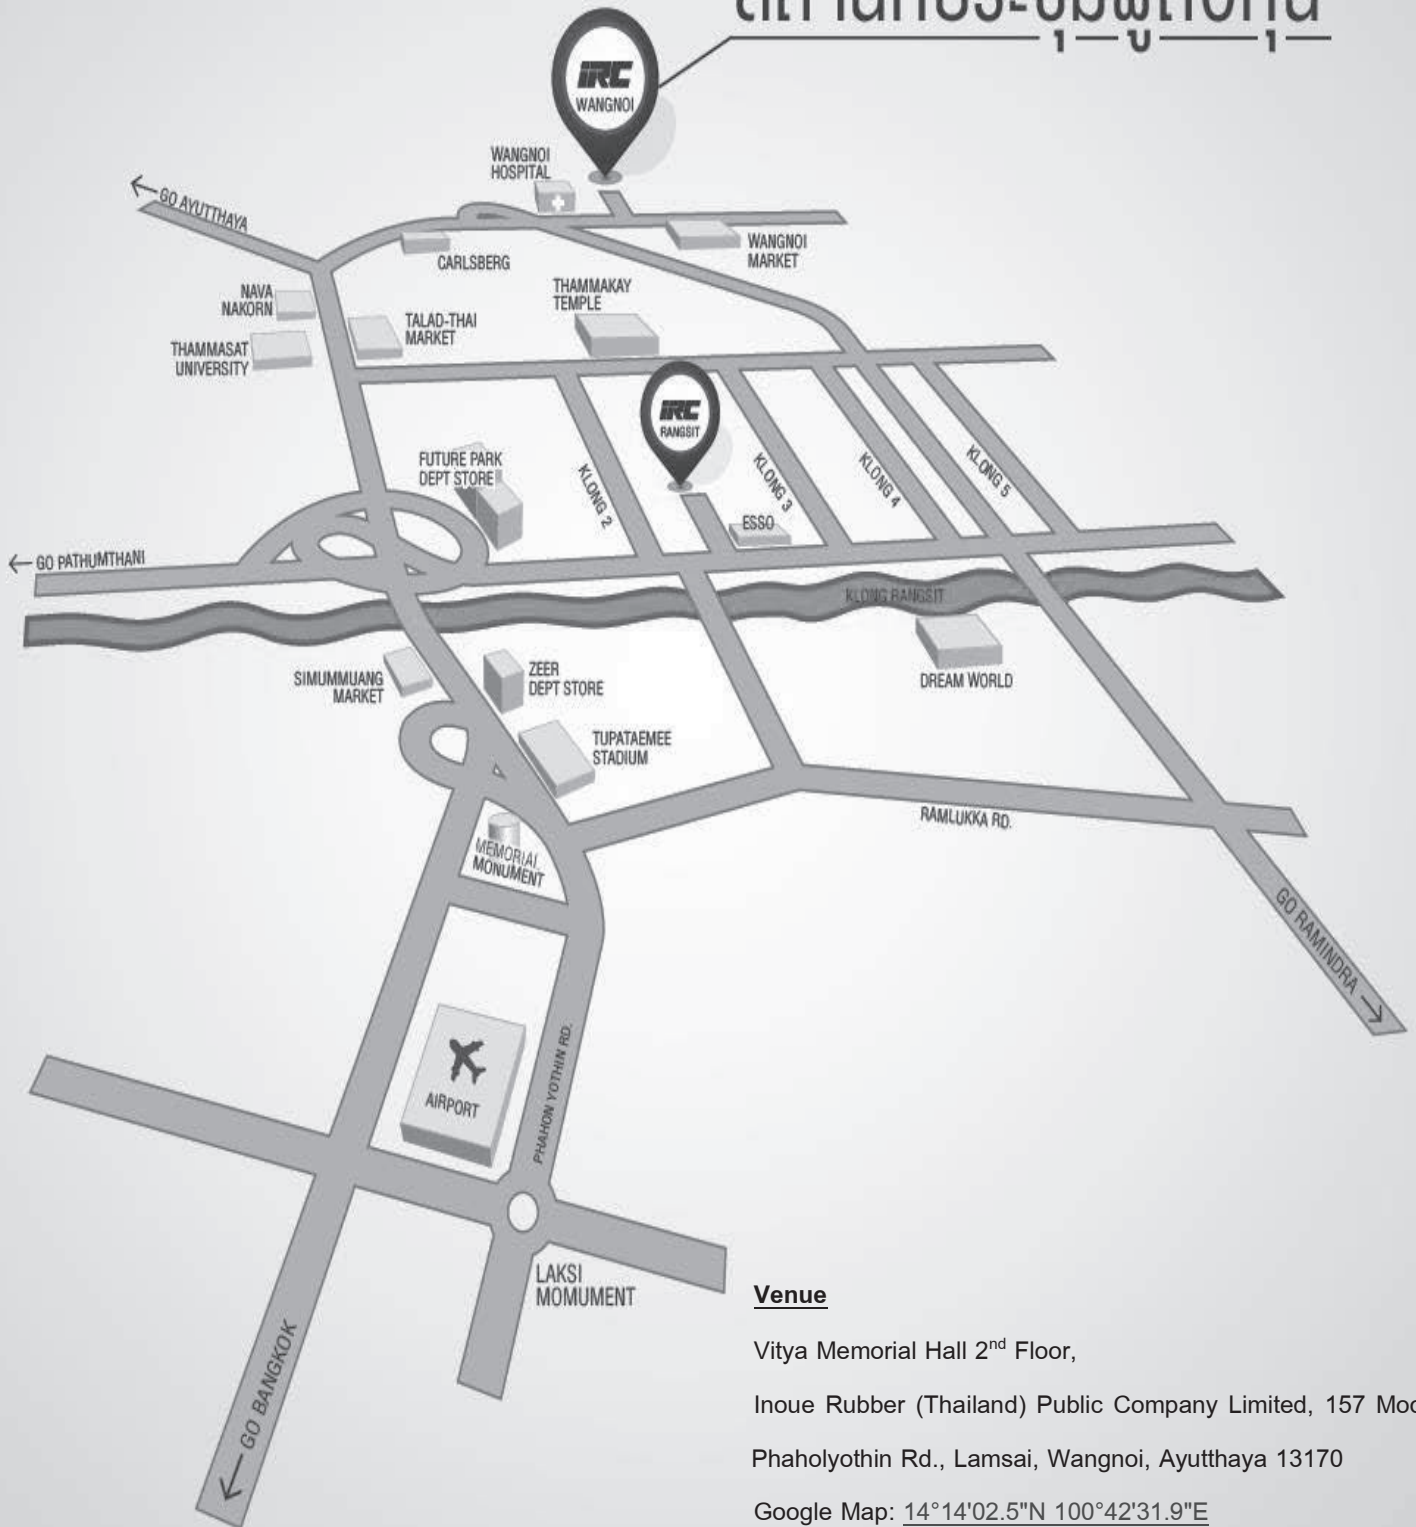 IRC
WANGNOI
WANGNOI
HOSPITAL
← GO AYUTTHAYA
CARLSBERG
WANGNOI
MARKET
NAVA
NAKORN
THAMMAKAY
TEMPLE
TALAD-THAI
MARKET
THAMMASAT
UNIVERSITY
IRC
RANGSIT
FUTURE PARK
DEPT STORE
KLONG 2
KLONG 3
KLONG 4
KLONG 5
ESSO
← GO PATHUMTHANI
KLONG RANGSIT
SIMUMMUANG
MARKET
ZEER
DEPT STORE
DREAM WORLD
TUPATAEMEE
STADIUM
RAMLUKKA RD.
MEMORIAL
MONUMENT
GO RAMINDRA →
AIRPORT
PHAHON YOTHIN RD.
LAKSI
MOMUMENT
← GO BANGKOK
Venue
Vitya Memorial Hall 2nd Floor,
Inoue Rubber (Thailand) Public Company Limited, 157
Phaholyothin Rd., Lamsai, Wangnoi, Ayutthaya 13170
Google Map: 14°14'02.5"N 100°42'31.9"E